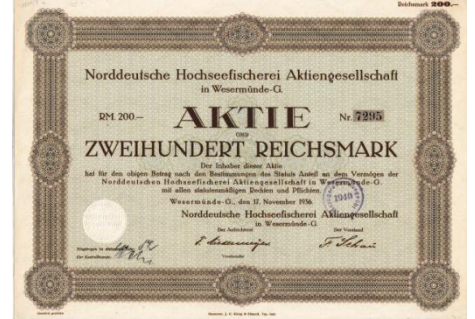 Reichsmark 200.—
Norddeutsche Hochseefischerei Aktiengesellschaft
in Wesermünde-G.
RM. 200.— AKTIE Nr. 7295
ÜBER
ZWEIHUNDERT REICHSMARK
Der Inhaber dieser Aktie
hat für den obigen Betrag nach den Bestimmungen des Statuts Anteil an dem Vermögen der
Norddeutschen Hochseefischerei Aktiengesellschaft in Wesermünde-G.
mit allen statutenmäßigen Rechten und Pflichten.
Wesermünde-G., den 17. November 1936.
Norddeutsche Hochseefischerei Aktiengesellschaft
in Wesermünde-G.
Der Aufsichtsrat Der Vorstand
1940
Vorsitzender